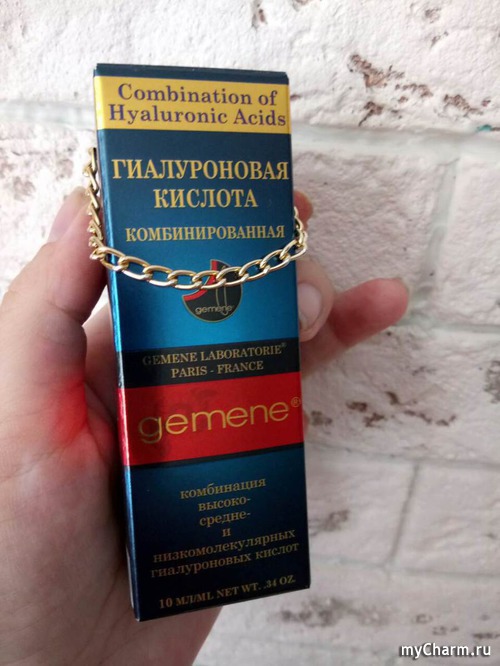 Combination of
Hyaluronic Acids
ГИАЛУРОНОВАЯ
КИСЛОТА
КОМБИНИРОВАННАЯ
gemene
GEMENE LABORATORIE®
PARIS - FRANCE
gemene®
комбинация
высоко-
средне-
и
низкомолекулярных
гиалуроновых кислот
10 МЛ/ML NET WT. .34 OZ.
myCharm.ru